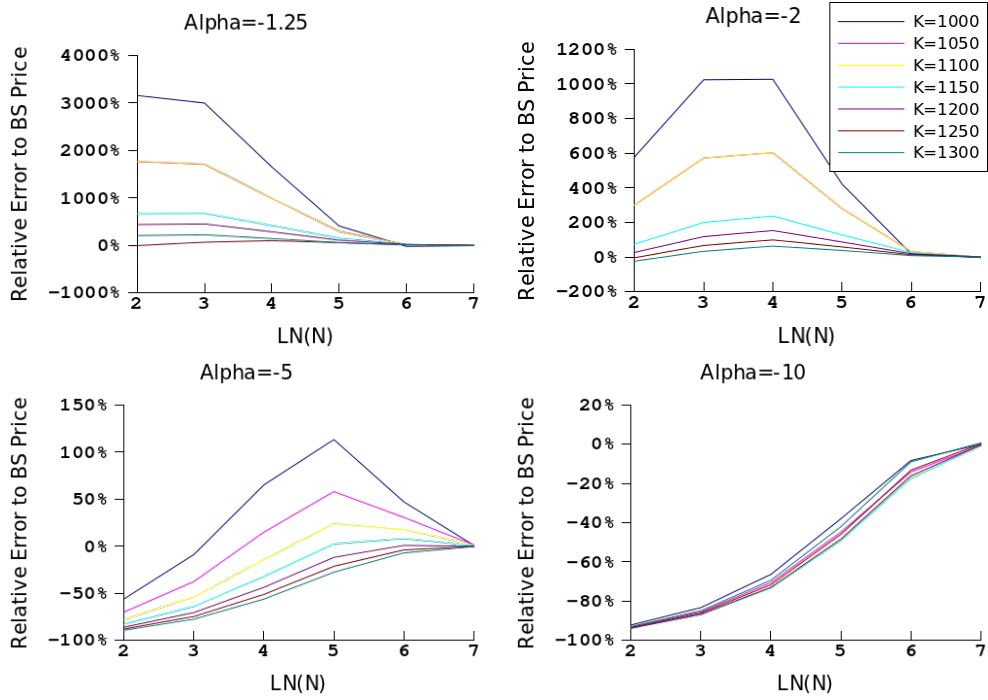 Alpha=-1.25
Relative Error to BS Price
4000%
3000%
2000%
1000%
0%
−1000%
2 3 4 5 6 7
LN(N)
Alpha=-2
Relative Error to BS Price
1200%
1000%
800%
600%
400%
200%
0%
−200%
2 3 4 5 6 7
LN(N)
K=1000
K=1050
K=1100
K=1150
K=1200
K=1250
K=1300
Alpha=-5
Relative Error to BS Price
150%
100%
50%
0%
−50%
−100%
2 3 4 5 6 7
LN(N)
Alpha=-10
Relative Error to BS Price
20%
0%
−20%
−40%
−60%
−80%
−100%
2 3 4 5 6 7
LN(N)